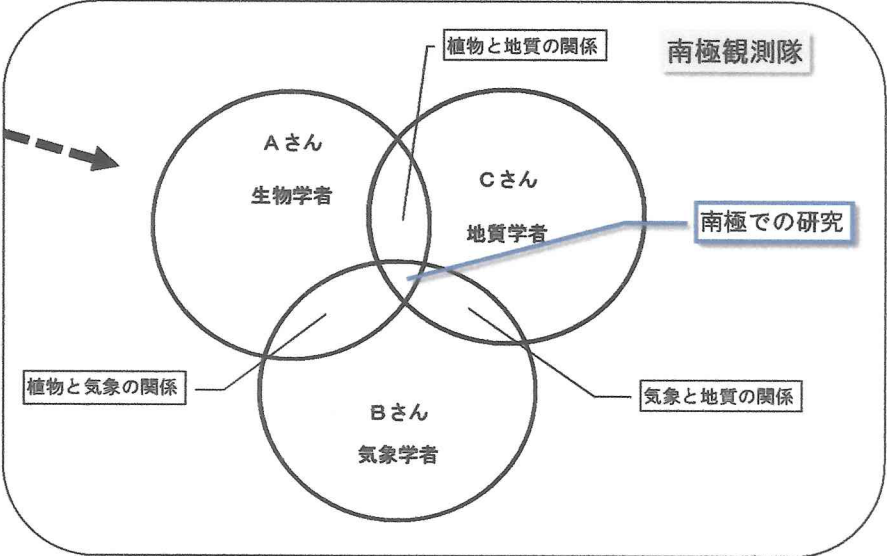 植物と地質の関係
南極観測隊
Aさん
生物学者
Cさん
地質学者
南極での研究
植物と気象の関係
気象と地質の関係
Bさん
気象学者